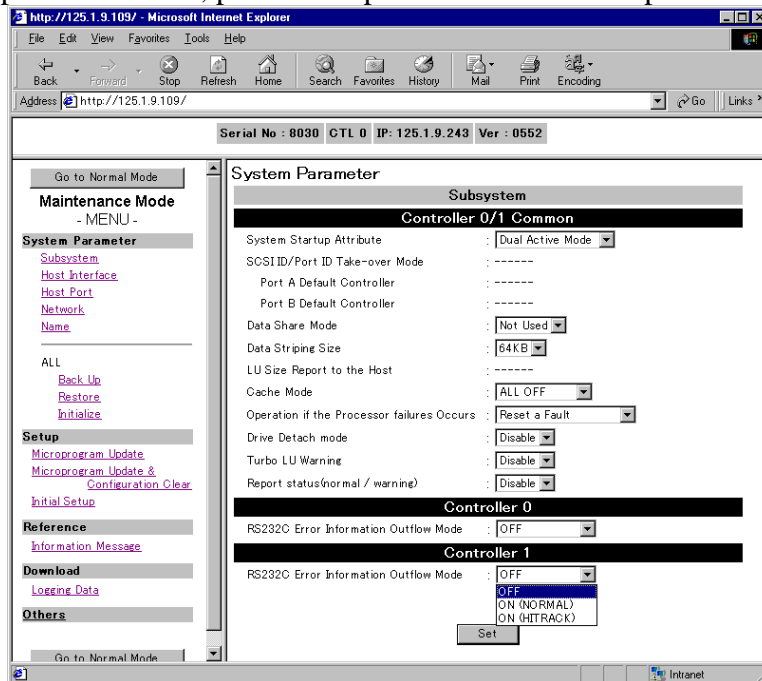 http://125.1.9.109/ - Microsoft Internet Explorer
File Edit View Favorites Tools Help
Back Forward Stop Refresh Home Search Favorites History Mail Print Encoding
Address http://125.1.9.109/ Go Links
Serial No : 8030 CTL 0 IP: 125.1.9.243 Ver : 0552
Go to Normal Mode
Maintenance Mode
- MENU -
System Parameter
Subsystem
Host Interface
Host Port
Network
Name
ALL
Back Up
Restore
Initialize
Setup
Microprogram Update
Microprogram Update &
Configuration Clear
Initial Setup
Reference
Information Message
Download
Logging Data
Others
Go to Normal Mode
System Parameter
Subsystem
Controller 0/1 Common
System Startup Attribute : Dual Active Mode
SCSI ID/Port ID Take-over Mode : ------
Port A Default Controller : ------
Port B Default Controller : ------
Data Share Mode : Not Used
Data Striping Size : 64KB
LU Size Report to the Host : ------
Cache Mode : ALL OFF
Operation if the Processor failures Occurs : Reset a Fault
Drive Detach mode : Disable
Turbo LU Warning : Disable
Report status(normal / warning) : Disable
Controller 0
RS232C Error Information Outflow Mode : OFF
Controller 1
RS232C Error Information Outflow Mode : OFF
OFF
ON (NORMAL)
ON (HITRACK)
Set
Intranet